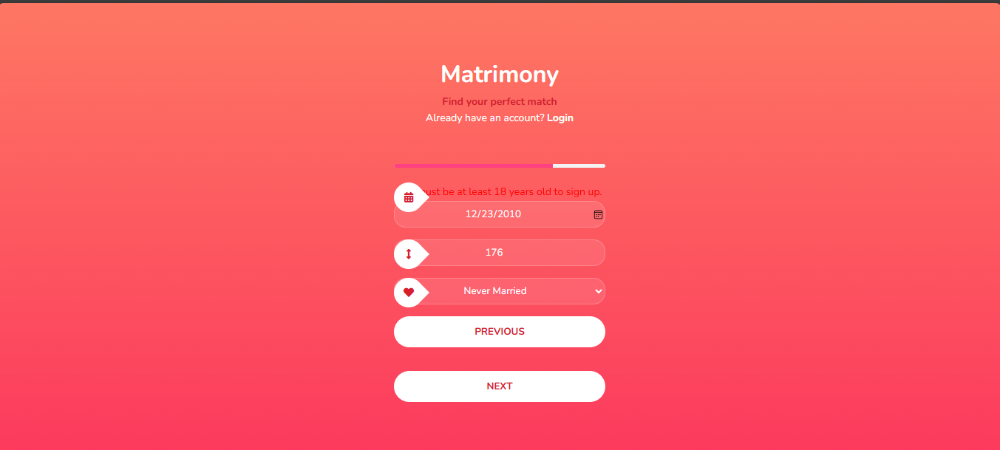 Matrimony
Find your perfect match
Already have an account? Login
be at least 18 years old to sign up.
12/23/2010
176
Never Married
PREVIOUS
NEXT